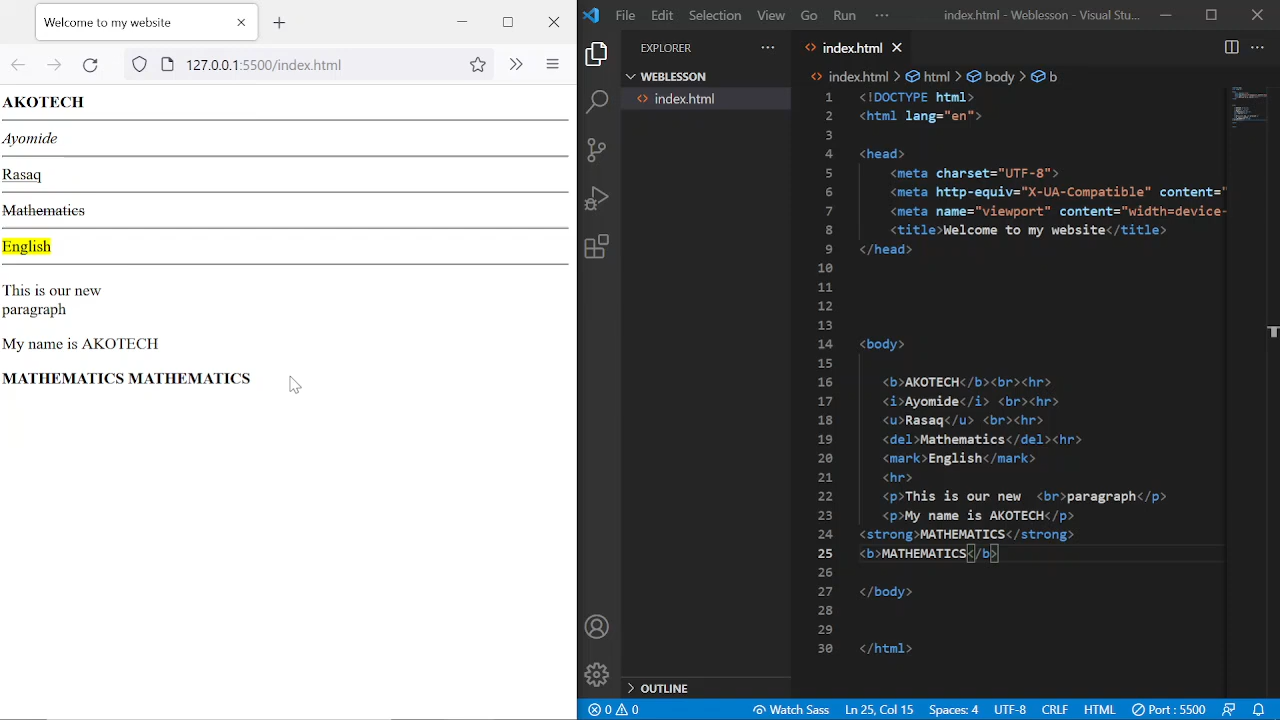 Welcome to my website
127.0.0.1:5500/index.html
AKOTECH
Ayomide
Rasaq
Mathematics
English
This is our new
paragraph
My name is AKOTECH
MATHEMATICS MATHEMATICS
File Edit Selection View Go Run ··· index.html - Weblesson - Visual Stu...
EXPLORER ···
WEBLESSON
index.html
OUTLINE
index.html
index.html > html > body > b
1 <!DOCTYPE html>
2 <html lang="en">
3
4 <head>
5 <meta charset="UTF-8">
6 <meta http-equiv="X-UA-Compatible" content="
7 <meta name="viewport" content="width=device-
8 <title>Welcome to my website</title>
9 </head>
10
11
12
13
14 <body>
15
16 <b>AKOTECH</b><br><hr>
17 <i>Ayomide</i> <br><hr>
18 <u>Rasaq</u> <br><hr>
19 <del>Mathematics</del><hr>
20 <mark>English</mark>
21 <hr>
22 <p>This is our new  <br>paragraph</p>
23 <p>My name is AKOTECH</p>
24 <strong>MATHEMATICS</strong>
25 <b>MATHEMATICS</b>
26
27 </body>
28
29
30 </html>
0 0 Watch Sass Ln 25, Col 15 Spaces: 4 UTF-8 CRLF HTML Port : 5500